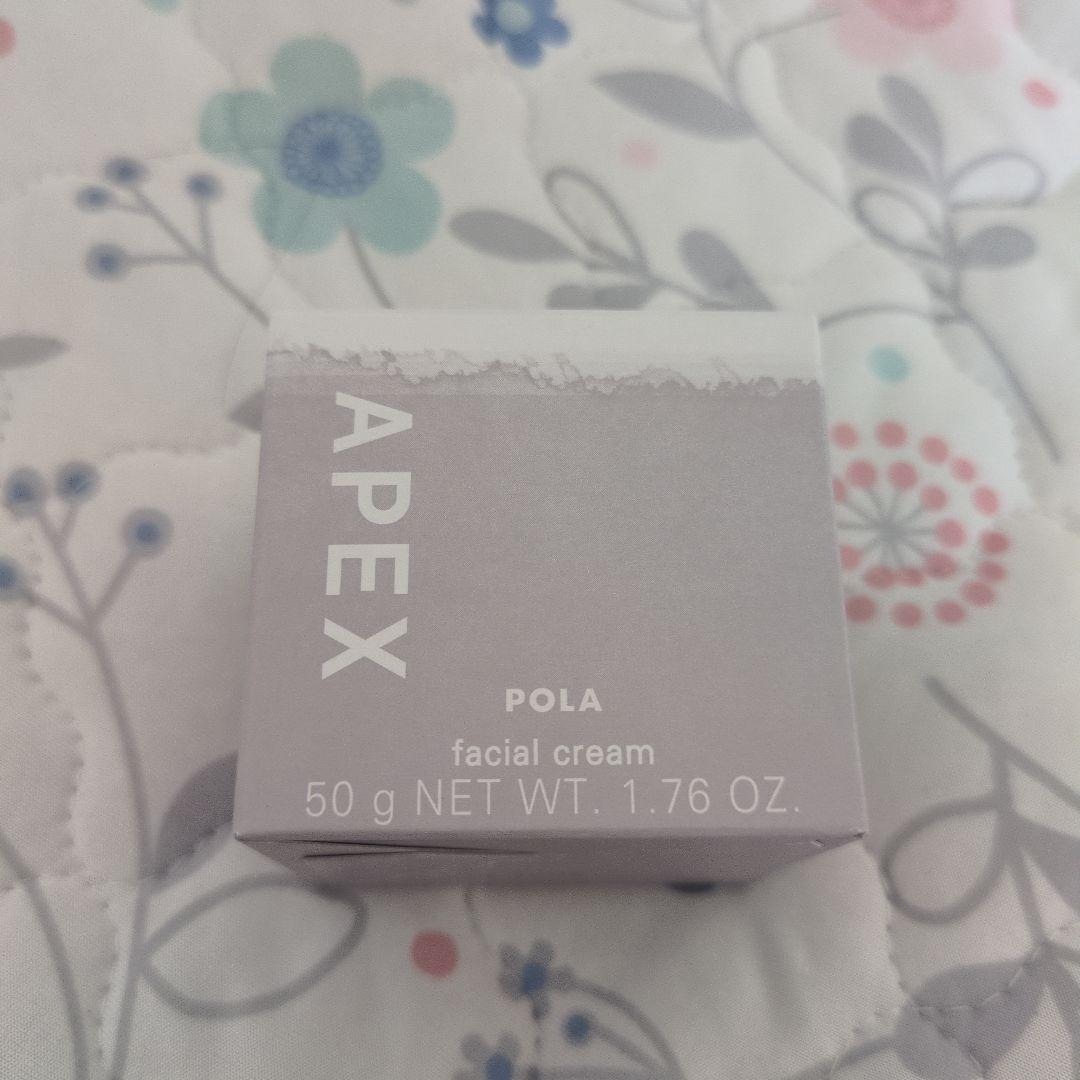 APEX
POLA
facial cream
50 g NET WT. 1.76 OZ.